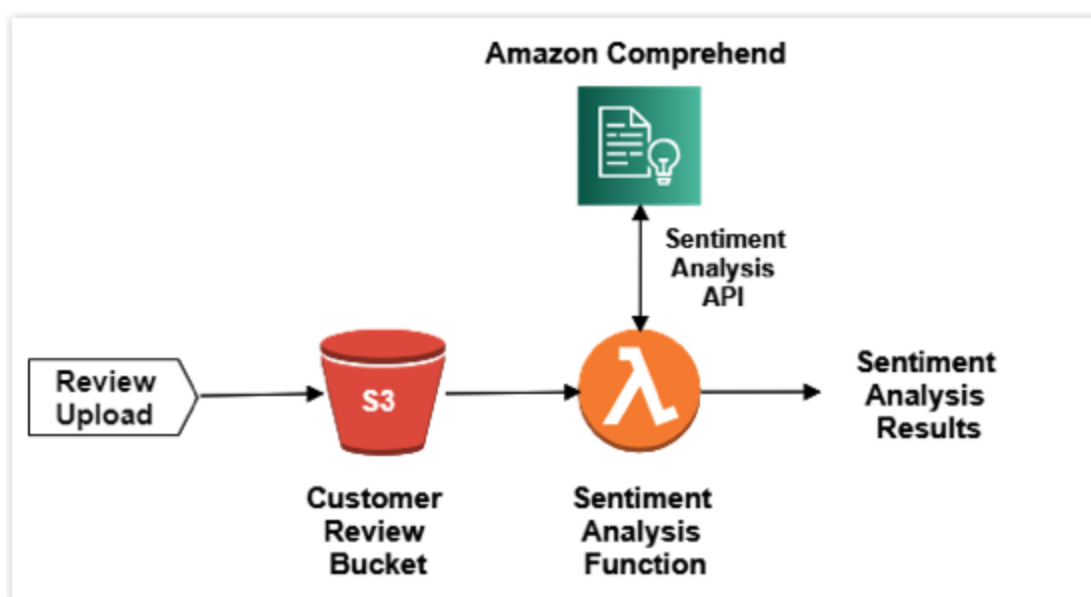 Amazon Comprehend
Sentiment
Analysis
API
Review
Upload
S3
λ
Sentiment
Analysis
Results
Customer
Review
Bucket
Sentiment
Analysis
Function